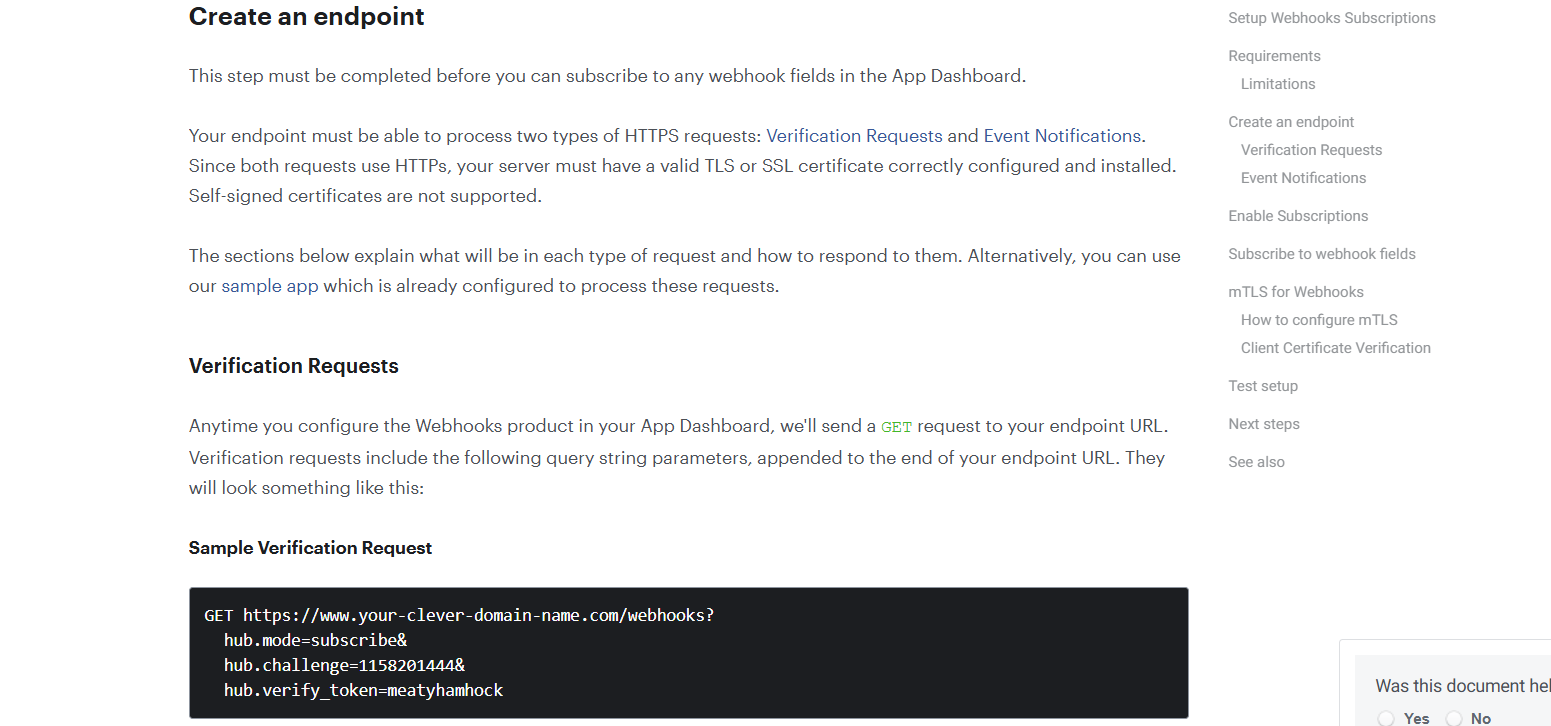 Create an endpoint
This step must be completed before you can subscribe to any webhook fields in the App Dashboard.
Your endpoint must be able to process two types of HTTPS requests: Verification Requests and Event Notifications.
Since both requests use HTTPs, your server must have a valid TLS or SSL certificate correctly configured and installed.
Self-signed certificates are not supported.
The sections below explain what will be in each type of request and how to respond to them. Alternatively, you can use
our sample app which is already configured to process these requests.
Verification Requests
Anytime you configure the Webhooks product in your App Dashboard, we'll send a GET request to your endpoint URL.
Verification requests include the following query string parameters, appended to the end of your endpoint URL. They
will look something like this:
Sample Verification Request
GET https://www.your-clever-domain-name.com/webhooks?
hub.mode=subscribe&
hub.challenge=1158201444&
hub.verify_token=meatyhamhock
Setup Webhooks Subscriptions
Requirements
Limitations
Create an endpoint
Verification Requests
Event Notifications
Enable Subscriptions
Subscribe to webhook fields
mTLS for Webhooks
How to configure mTLS
Client Certificate Verification
Test setup
Next steps
See also
Was this document hel
Yes No